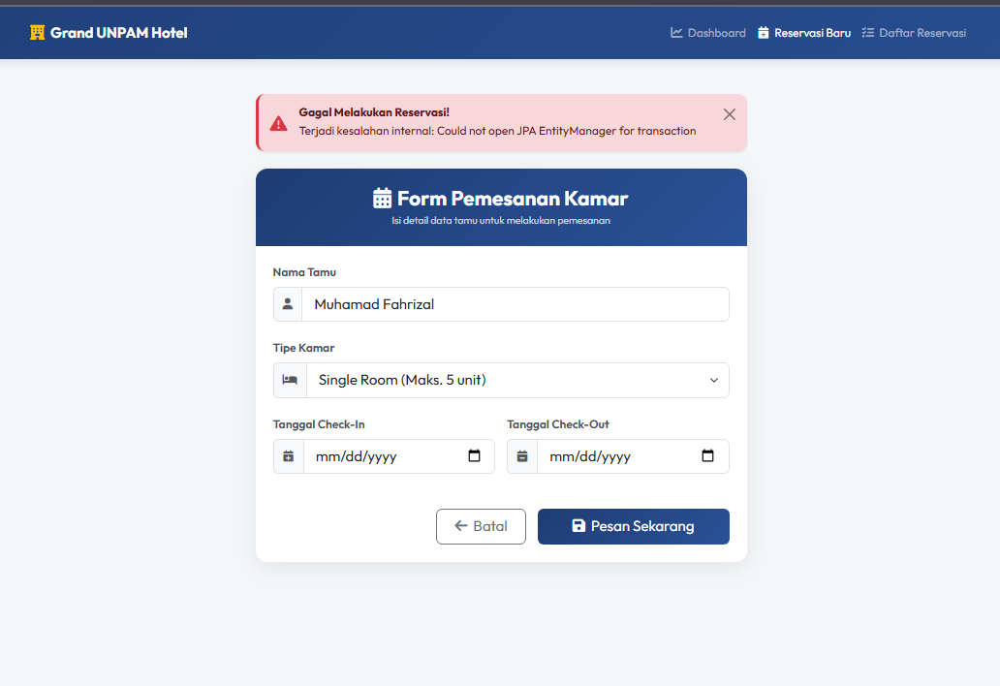 Grand UNPAM Hotel
Dashboard Reservasi Baru Daftar Reservasi
Gagal Melakukan Reservasi!
Terjadi kesalahan internal: Could not open JPA EntityManager for transaction
Form Pemesanan Kamar
Isi detail data tamu untuk melakukan pemesanan
Nama Tamu
Muhamad Fahrizal
Tipe Kamar
Single Room (Maks. 5 unit)
Tanggal Check-In Tanggal Check-Out
mm/dd/yyyy mm/dd/yyyy
Batal Pesan Sekarang